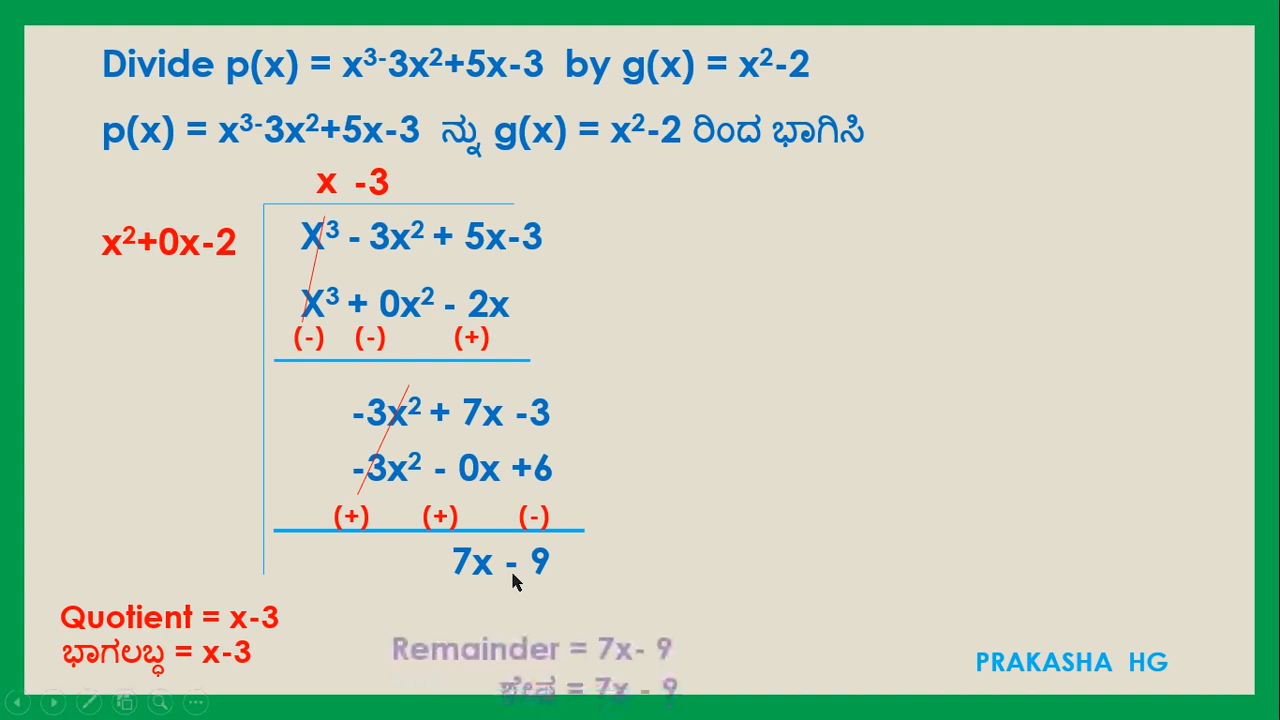 Divide p(x) = x³⁻3x²+5x-3 by g(x) = x²-2
p(x) = x³⁻3x²+5x-3 ನ್ನು g(x) = x²-2 ರಿಂದ ಭಾಗಿಸಿ
x -3
x²+0x-2
X³ - 3x² + 5x-3
X³ + 0x² - 2x
(-) (-) (+)
-3x² + 7x -3
-3x² - 0x +6
(+) (+) (-)
7x - 9
Quotient = x-3
ಭಾಗಲಬ್ಧ = x-3
Remainder = 7x- 9
ಶೇಷ = 7x - 9
PRAKASHA HG